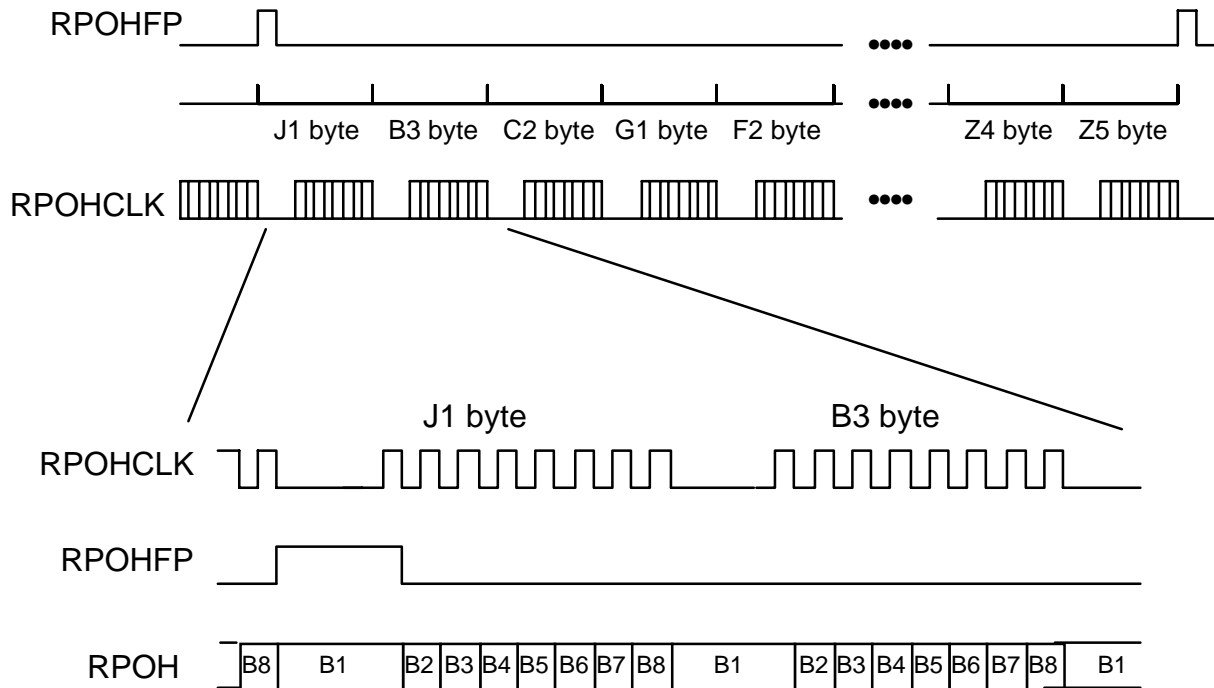 RPOHFP
J1 byte B3 byte C2 byte G1 byte F2 byte Z4 byte Z5 byte
RPOHCLK
J1 byte B3 byte
RPOHCLK
RPOHFP
RPOH B8 B1 B2 B3 B4 B5 B6 B7 B8 B1 B2 B3 B4 B5 B6 B7 B8 B1